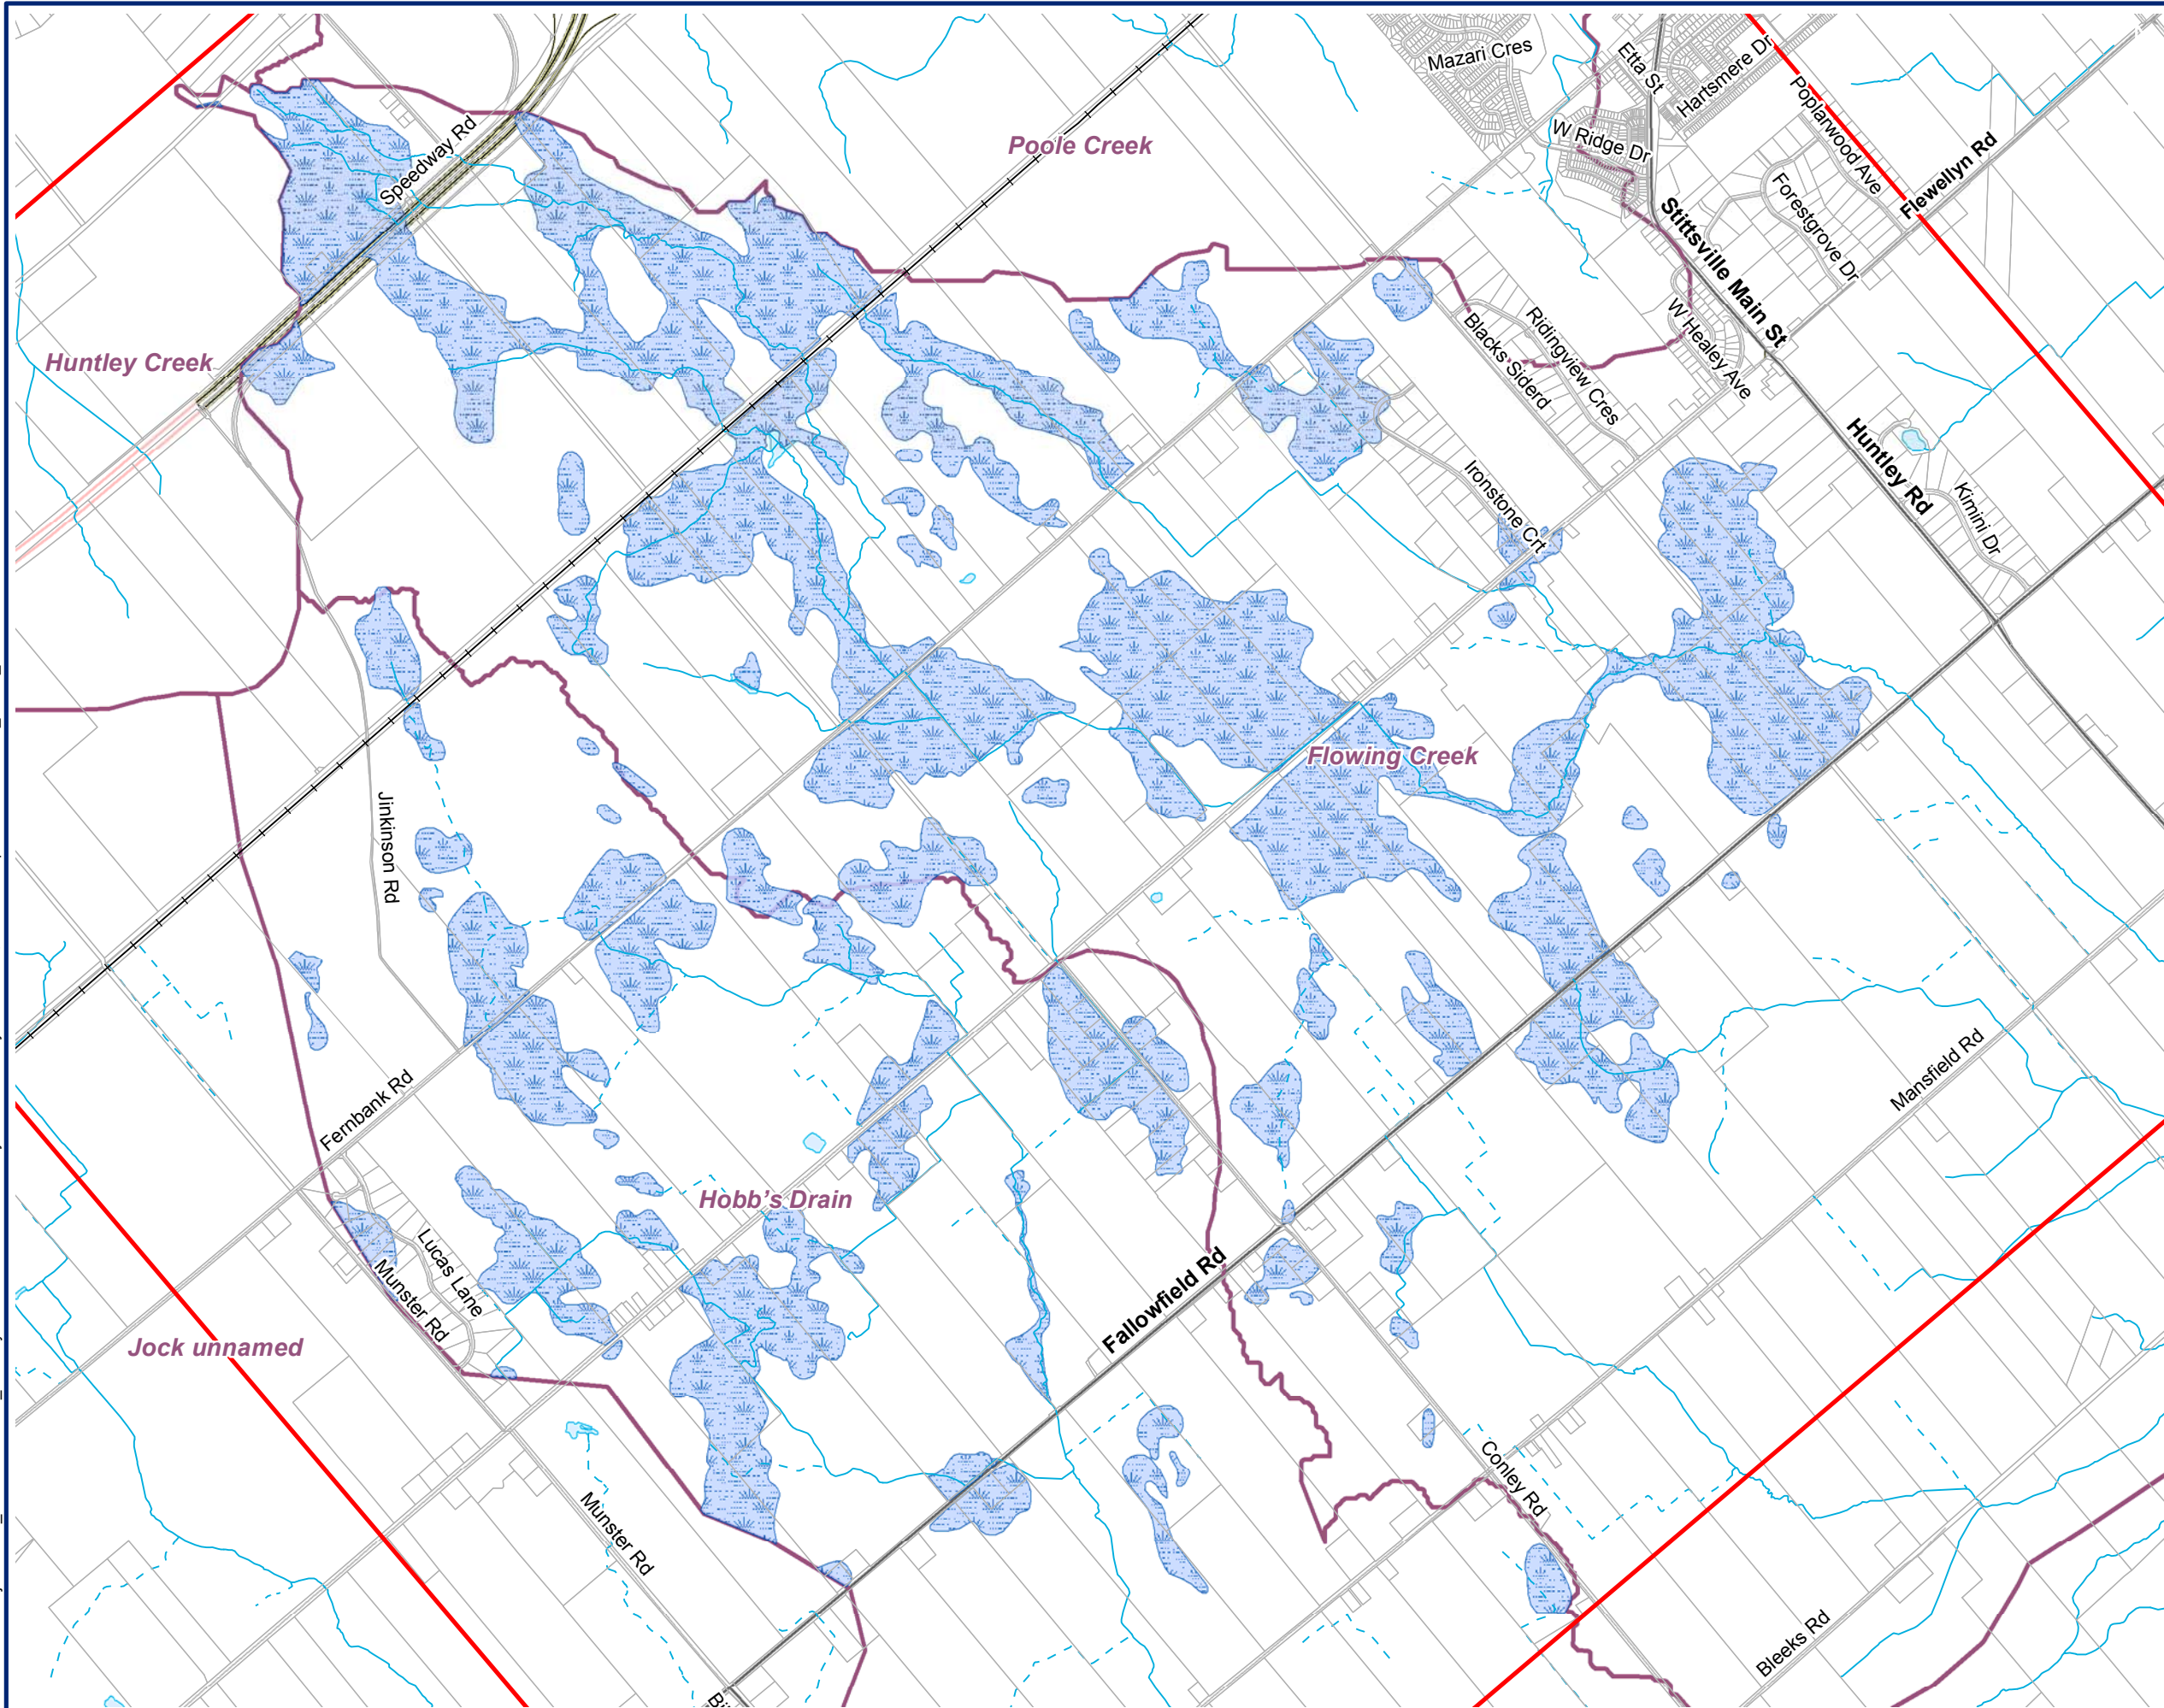 Mazari Cres
Etta St
Hartsmere Dr
Poplarwood Ave
W Ridge Dr
Flewellyn Rd
Forestgrove Dr
Speedway Rd
Poole Creek
Stittsville Main St
Huntley Creek
W Healey Ave
Ridingview Cres
Blacks Siderd
Huntley Rd
Ironstone Crt
Kimini Dr
Flowing Creek
Jinkinson Rd
Mansfield Rd
Fernbank Rd
Hobb's Drain
Lucas Lane
Munster Rd
Fallowfield Rd
Jock unnamed
Conley Rd
Munster Rd
Bleeks Rd